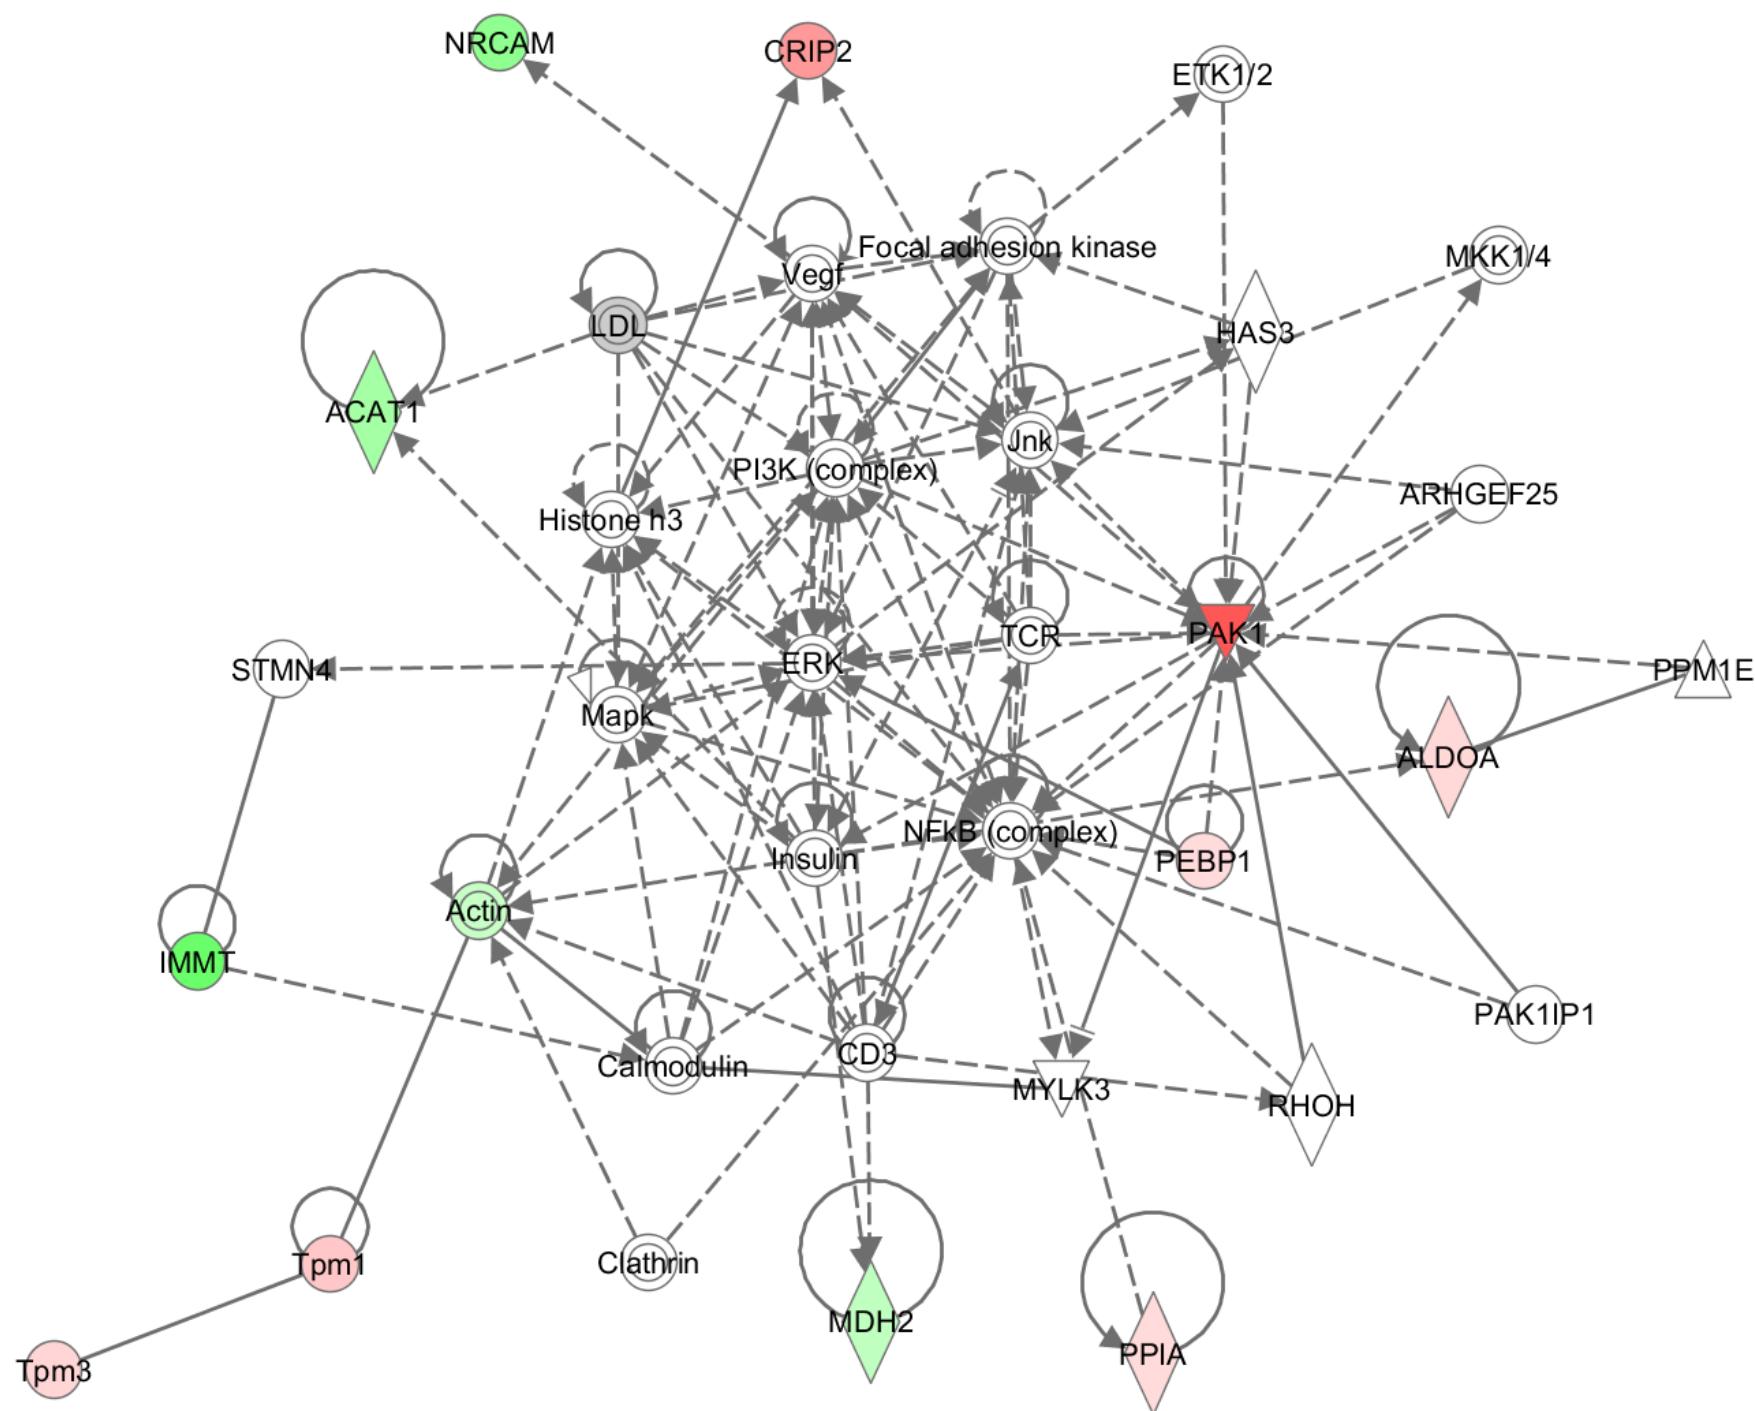 NRCAM
CRIP2
ETK1/2
Focal adhesion kinase
MKK1/4
Vegf
LDL
HAS3
ACAT1
Jnk
PI3K (complex)
ARHGEF25
Histone h3
PAK1
TCR
ERK
STMN4
PPM1E
Mapk
ALDOA
NFkB (complex)
Insulin
PEBP1
Actin
IMMT
PAK1IP1
CD3
Calmodulin
MYLK3
RHOH
Clathrin
Tpm1
MDH2
PPIA
Tpm3